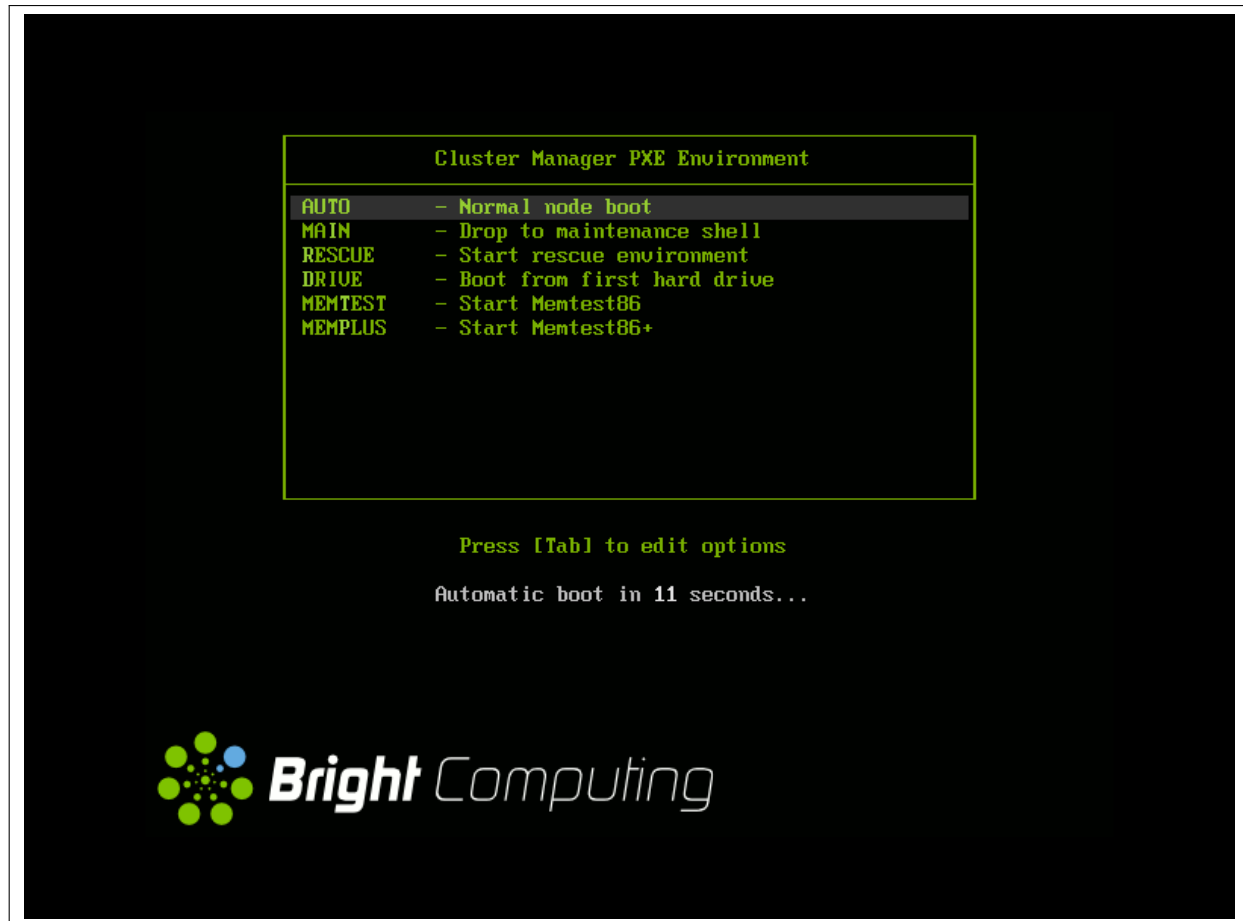 Cluster Manager PXE Environment
AUTO - Normal node boot
MAIN - Drop to maintenance shell
RESCUE - Start rescue environment
DRIVE - Boot from first hard drive
MEMTEST - Start Memtest86
MEMPLUS - Start Memtest86+
Press [Tab] to edit options
Automatic boot in 11 seconds...
Bright Computing